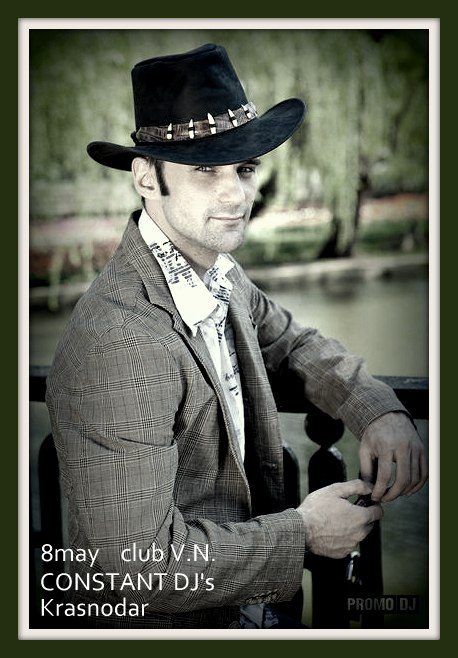 8may club V.N.
CONSTANT DJ's
Krasnodar
PROMO DJ